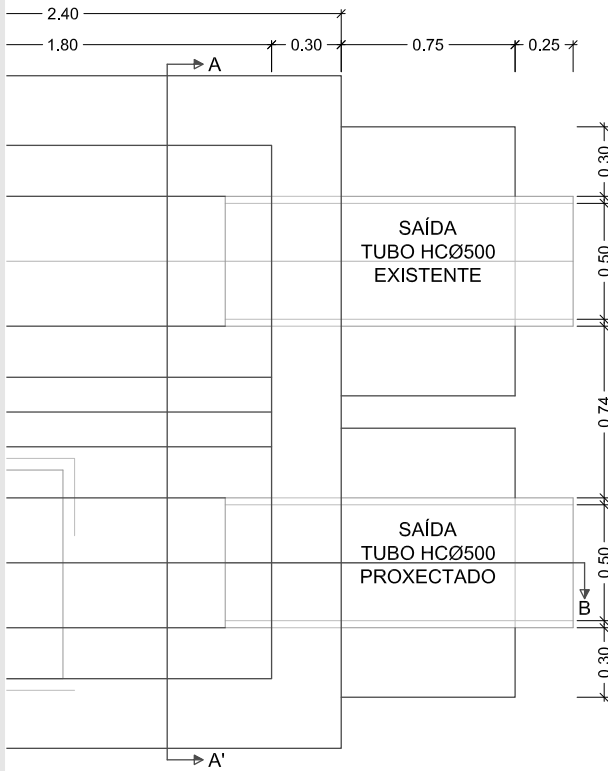 2.40
1.80
0.30
0.75
0.25
A
0.30
SAÍDA
TUBO HCØ500
EXISTENTE
0.50
0.74
SAÍDA
TUBO HCØ500
PROXECTADO
0.50
B
0.30
A'